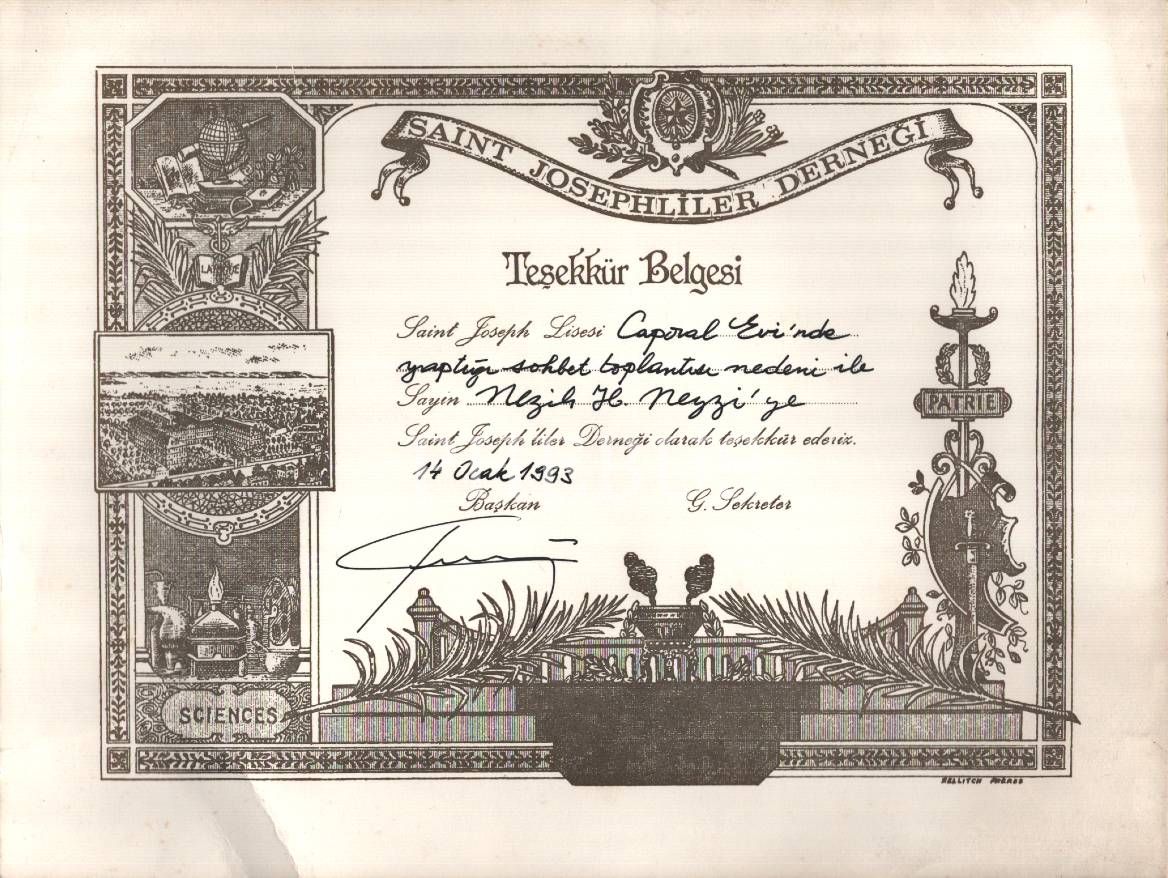 SAINT JOSEPHLİLER DERNEĞİ
Teşekkür Belgesi
Saint Joseph Lisesi Caporal Evi'nde
yaptığı sohbet toplantısı nedeni ile
Sayın Nezih H. Neyzi'ye
Saint Joseph'liler Derneği olarak teşekkür ederiz.
14 Ocak 1993
Başkan G. Sekreter
PATRIE
SCIENCES